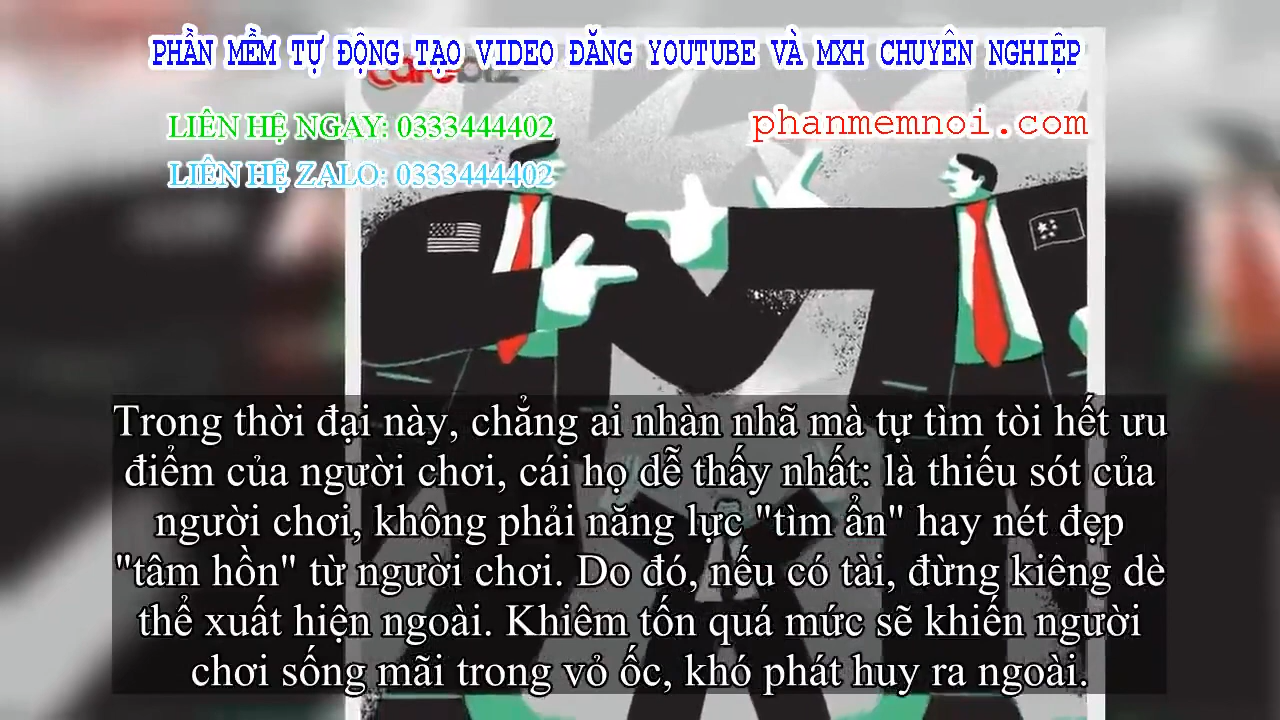 PHẦN MỀM TỰ ĐỘNG TẠO VIDEO ĐĂNG YOUTUBE VÀ MXH CHUYÊN NGHIỆP
cafebiz
LIÊN HỆ NGAY: 0333444402
phanmemnoi.com
LIÊN HỆ ZALO: 0333444402
Trong thời đại này, chẳng ai nhàn nhã mà tự tìm tòi hết ưu
điểm của người chơi, cái họ dễ thấy nhất: là thiếu sót của
người chơi, không phải năng lực "tìm ẩn" hay nét đẹp
"tâm hồn" từ người chơi. Do đó, nếu có tài, đừng kiêng dè
thể xuất hiện ngoài. Khiêm tốn quá mức sẽ khiến người
chơi sống mãi trong vỏ ốc, khó phát huy ra ngoài.